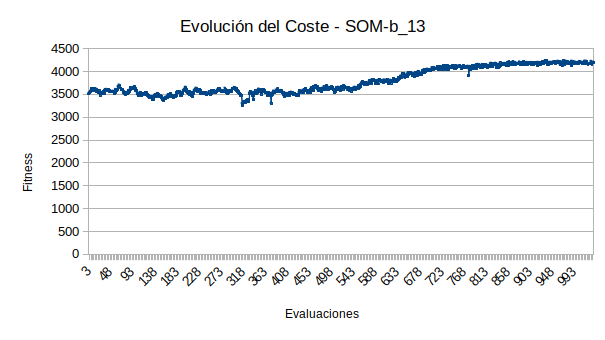 Evolución del Coste - SOM-b_13
4500
4000
3500
3000
2500
2000
1500
1000
500
0
Fitness
3 48 93 138 183 228 273 318 363 408 453 498 543 588 633 678 723 768 813 858 903 948 993
Evaluaciones